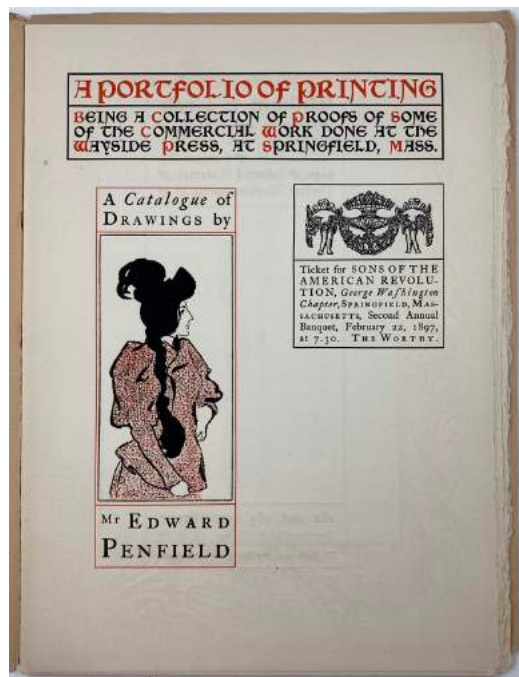 A PORTFOLIO OF PRINTING
BEING A COLLECTION OF PROOFS OF SOME
OF THE COMMERCIAL WORK DONE AT THE
WAYSIDE PRESS, AT SPRINGFIELD, MASS.
A Catalogue of
DRAWINGS by
Mr EDWARD
PENFIELD
Ticket for SONS OF THE
AMERICAN REVOLU-
TION, George Waſhington
Chapter, SPRINGFIELD, MAS-
SACHUSETTS, Second Annual
Banquet, February 22, 1897,
at 7.30. THE WORTHY.